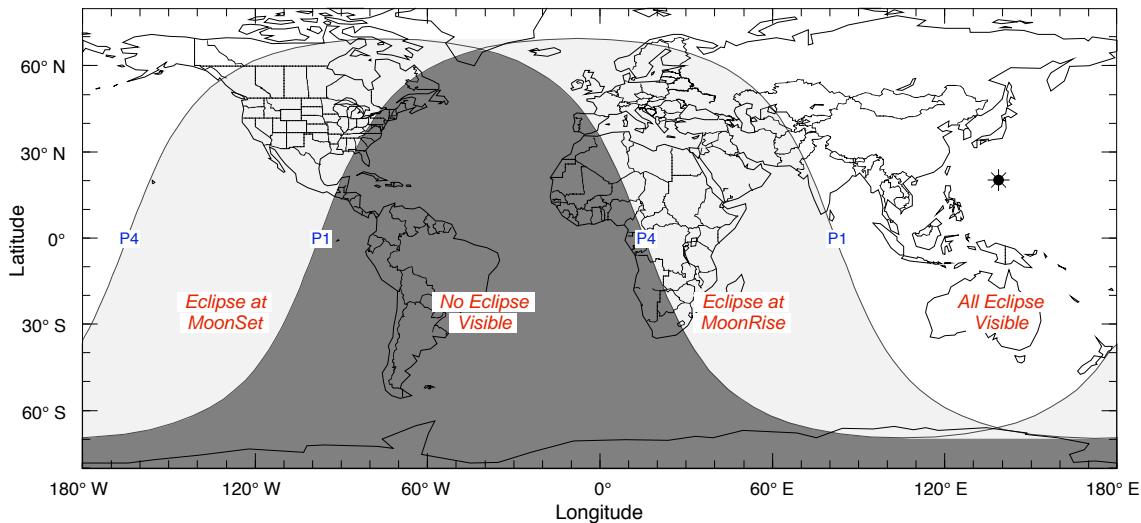 60° N
30° N
0°
30° S
60° S
Latitude
P4
P1
P4
P1
Eclipse at
MoonSet
No Eclipse
Visible
Eclipse at
MoonRise
All Eclipse
Visible
180° W
120° W
60° W
0°
60° E
120° E
180° E
Longitude